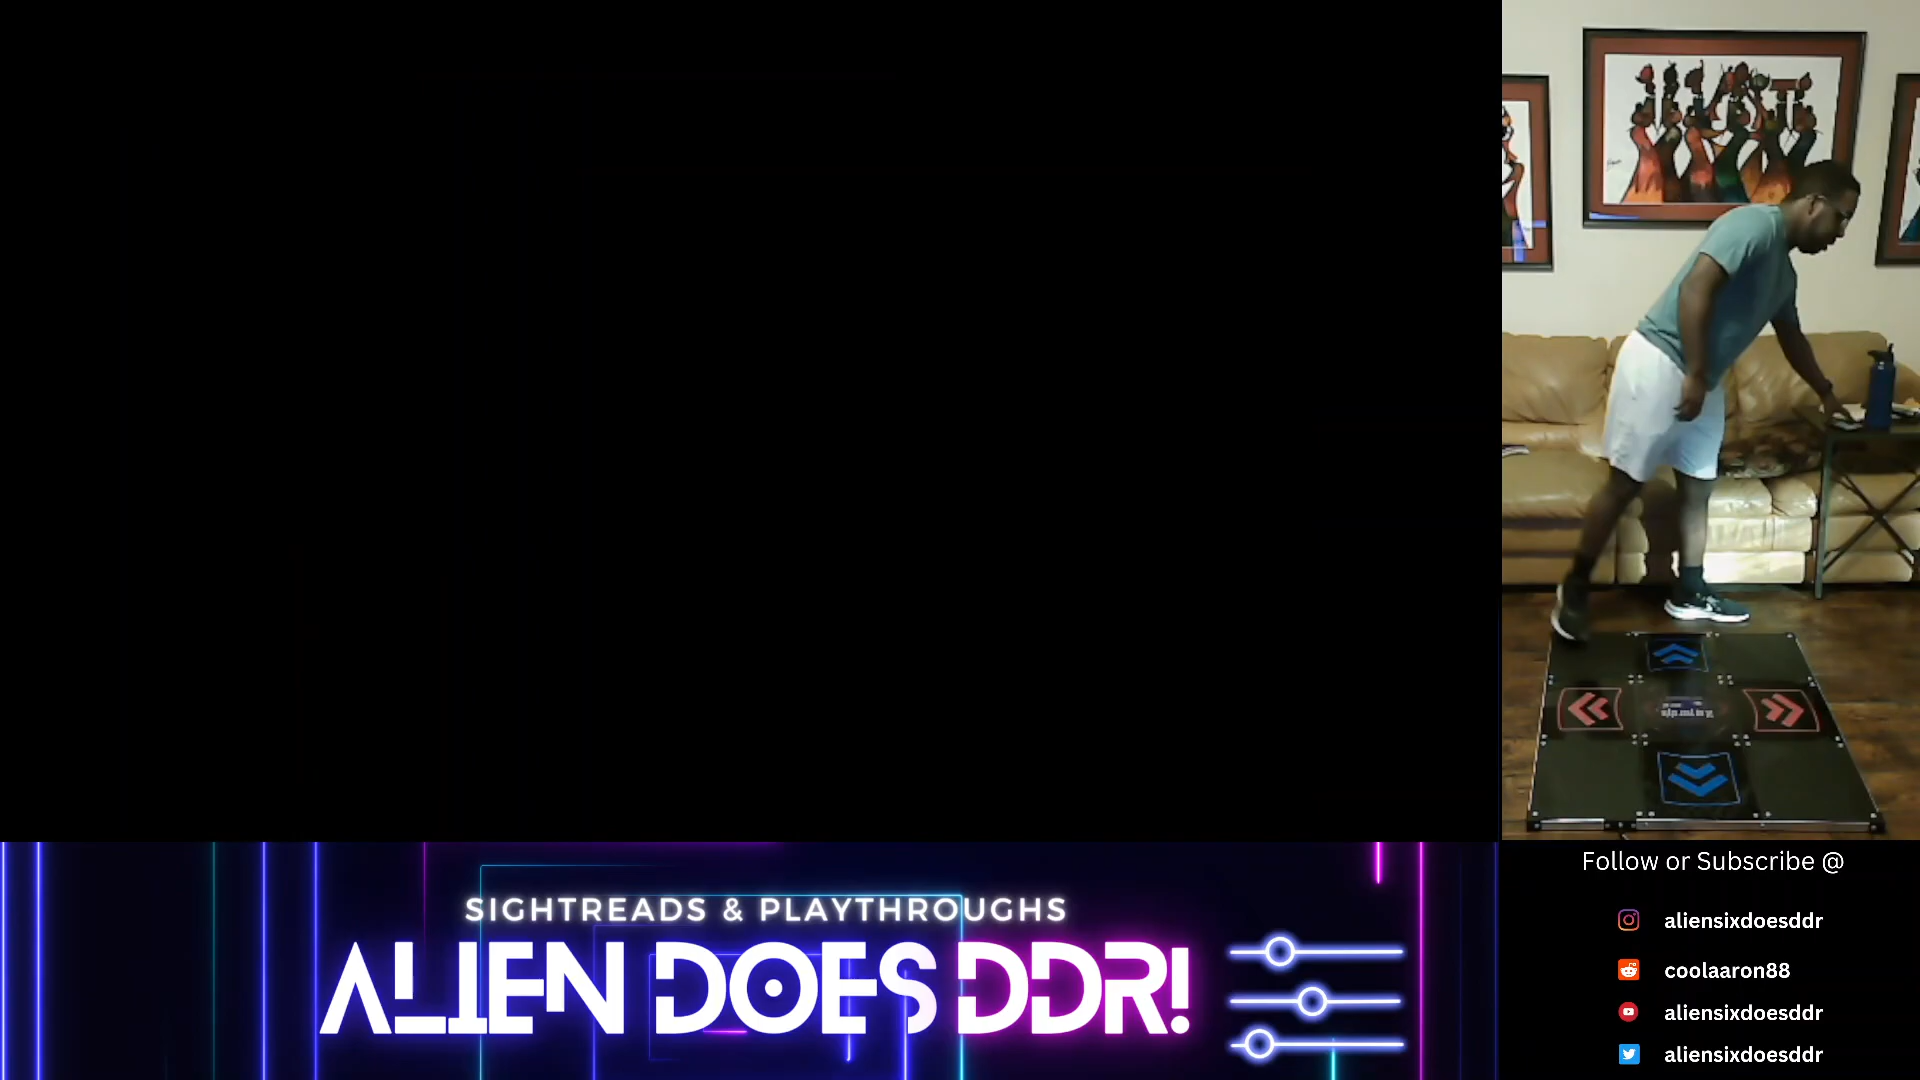 SIGHTREADS & PLAYTHROUGHS
ALIEN DOES DDR!
Follow or Subscribe @
aliensixdoesddr
coolaaron88
aliensixdoesddr
aliensixdoesddr